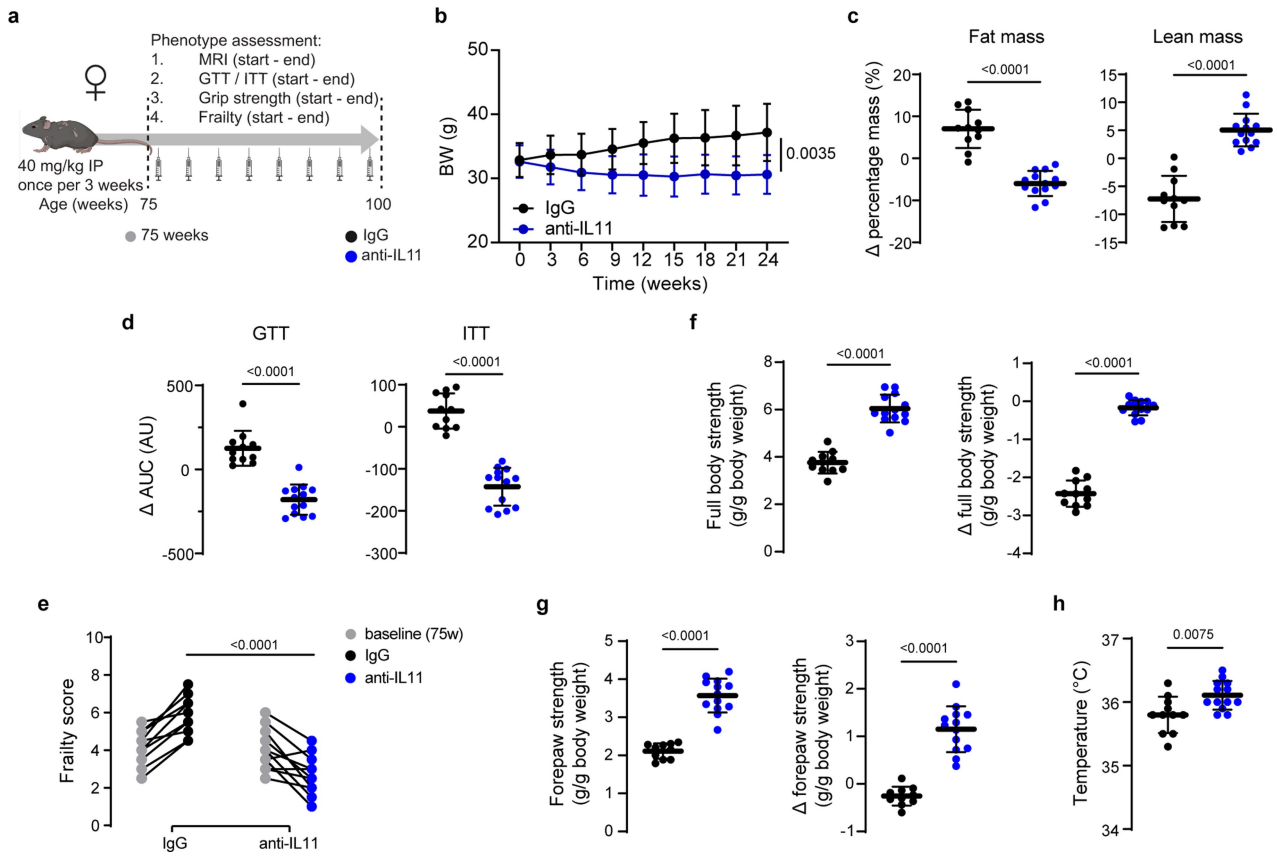 a
♀
Phenotype assessment:
1. MRI (start - end)
2. GTT / ITT (start - end)
3. Grip strength (start - end)
4. Frailty (start - end)
40 mg/kg IP
once per 3 weeks
Age (weeks) 75 100
75 weeks
IgG
anti-IL11
b
BW (g)
50
40
30
20
0.0035
IgG
anti-IL11
0 3 6 9 12 15 18 21 24
Time (weeks)
c
Fat mass
Lean mass
Δ percentage mass (%)
<0.0001
20
10
0
-10
-20
<0.0001
15
10
5
0
-5
-10
-15
d
GTT
ITT
Δ AUC (AU)
<0.0001
500
0
-500
<0.0001
100
0
-100
-200
-300
f
Full body strength
(g/g body weight)
<0.0001
8
6
4
2
0
Δ full body strength
(g/g body weight)
<0.0001
1
0
-1
-2
-3
-4
e
Frailty score
10
8
6
4
2
0
<0.0001
IgG anti-IL11
baseline (75w)
IgG
anti-IL11
g
Forepaw strength
(g/g body weight)
<0.0001
5
4
3
2
1
0
Δ forepaw strength
(g/g body weight)
<0.0001
3
2
1
0
-1
h
Temperature (°C)
0.0075
37
36
35
34